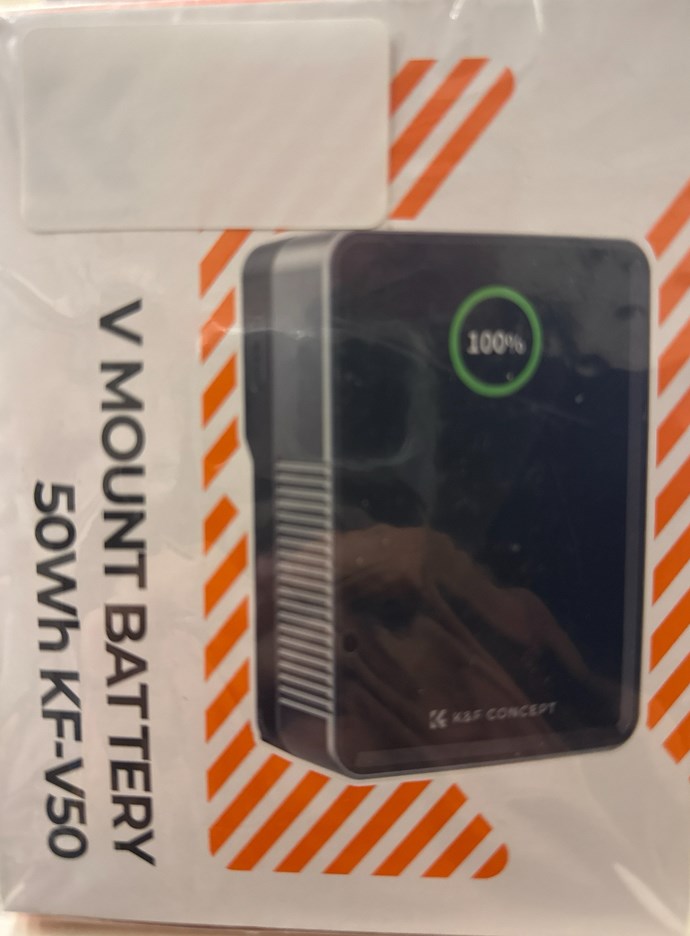 100%
K&F CONCEPT
V MOUNT BATTERY
50Wh KF-V50